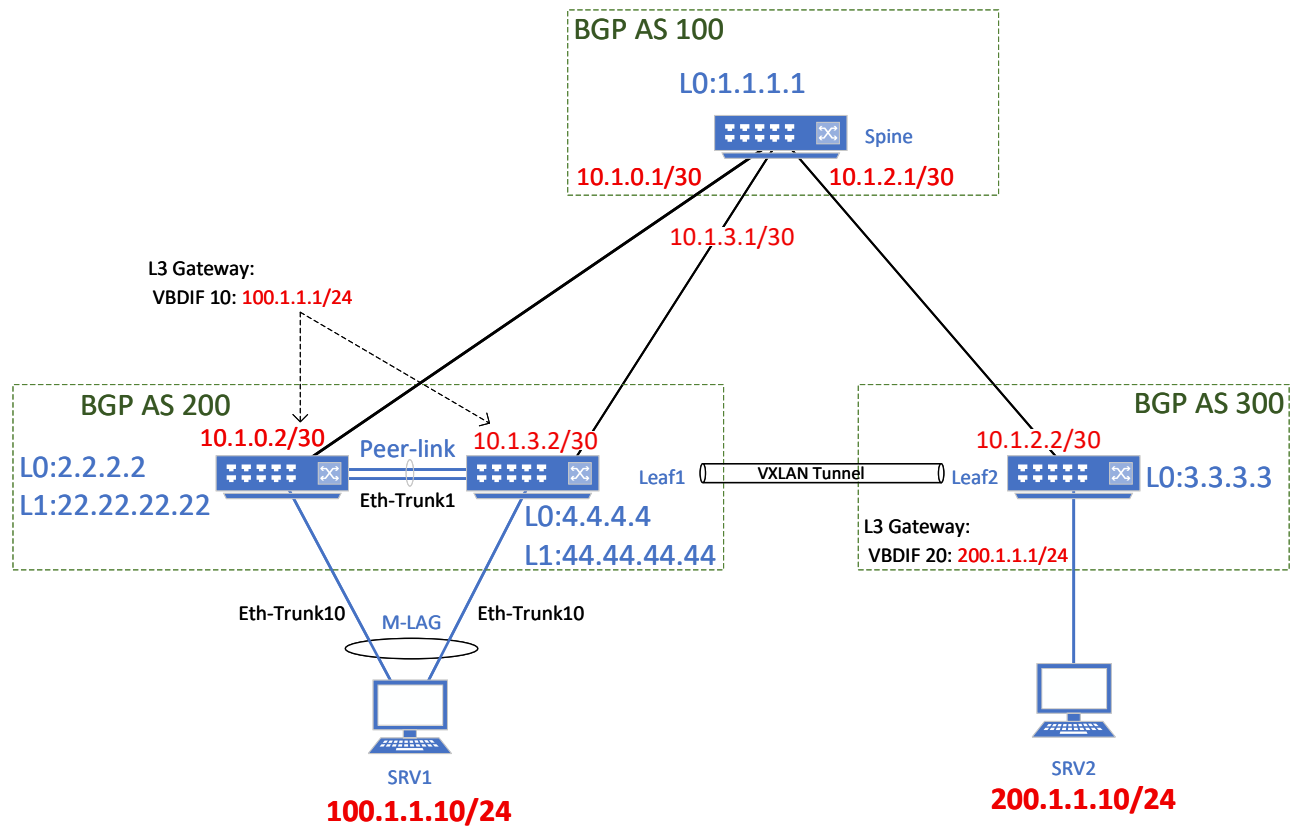 BGP AS 100
L0:1.1.1.1
Spine
10.1.0.1/30
10.1.2.1/30
10.1.3.1/30
L3 Gateway:
VBDIF 10: 100.1.1.1/24
BGP AS 200
BGP AS 300
10.1.0.2/30
Peer-link
10.1.3.2/30
10.1.2.2/30
L0:2.2.2.2
L1:22.22.22.22
Eth-Trunk1
Leaf1
VXLAN Tunnel
Leaf2
L0:3.3.3.3
L0:4.4.4.4
L1:44.44.44.44
L3 Gateway:
VBDIF 20: 200.1.1.1/24
Eth-Trunk10
M-LAG
Eth-Trunk10
SRV1
100.1.1.10/24
SRV2
200.1.1.10/24